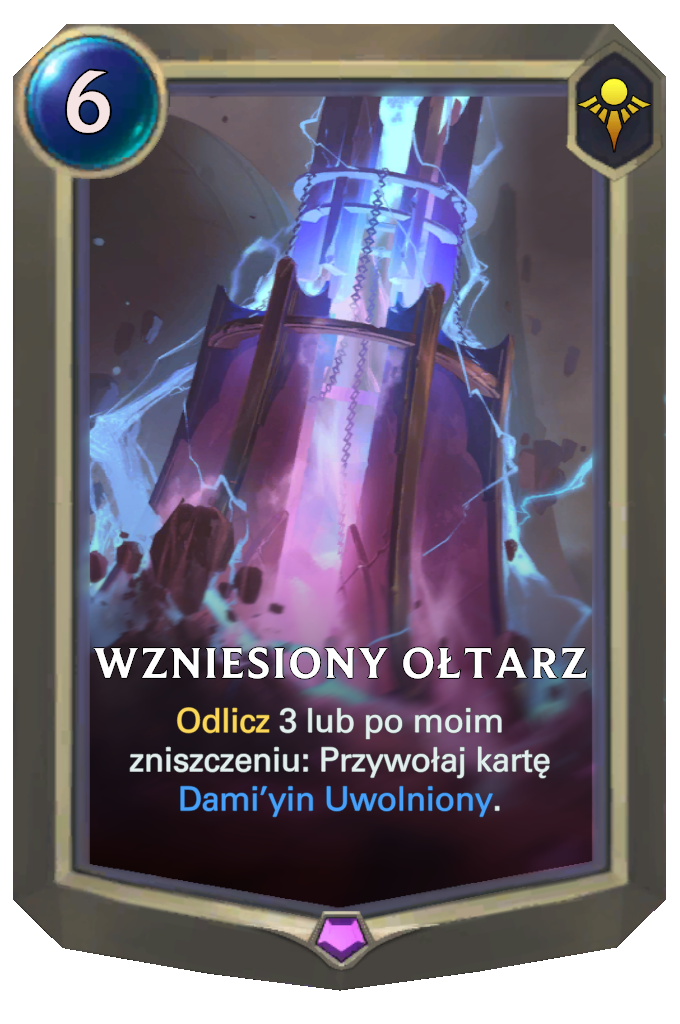 6
WZNIESIONY OŁTARZ
Odlicz 3 lub po moim
zniszczeniu: Przywołaj kartę
Dami'yin Uwolniony.